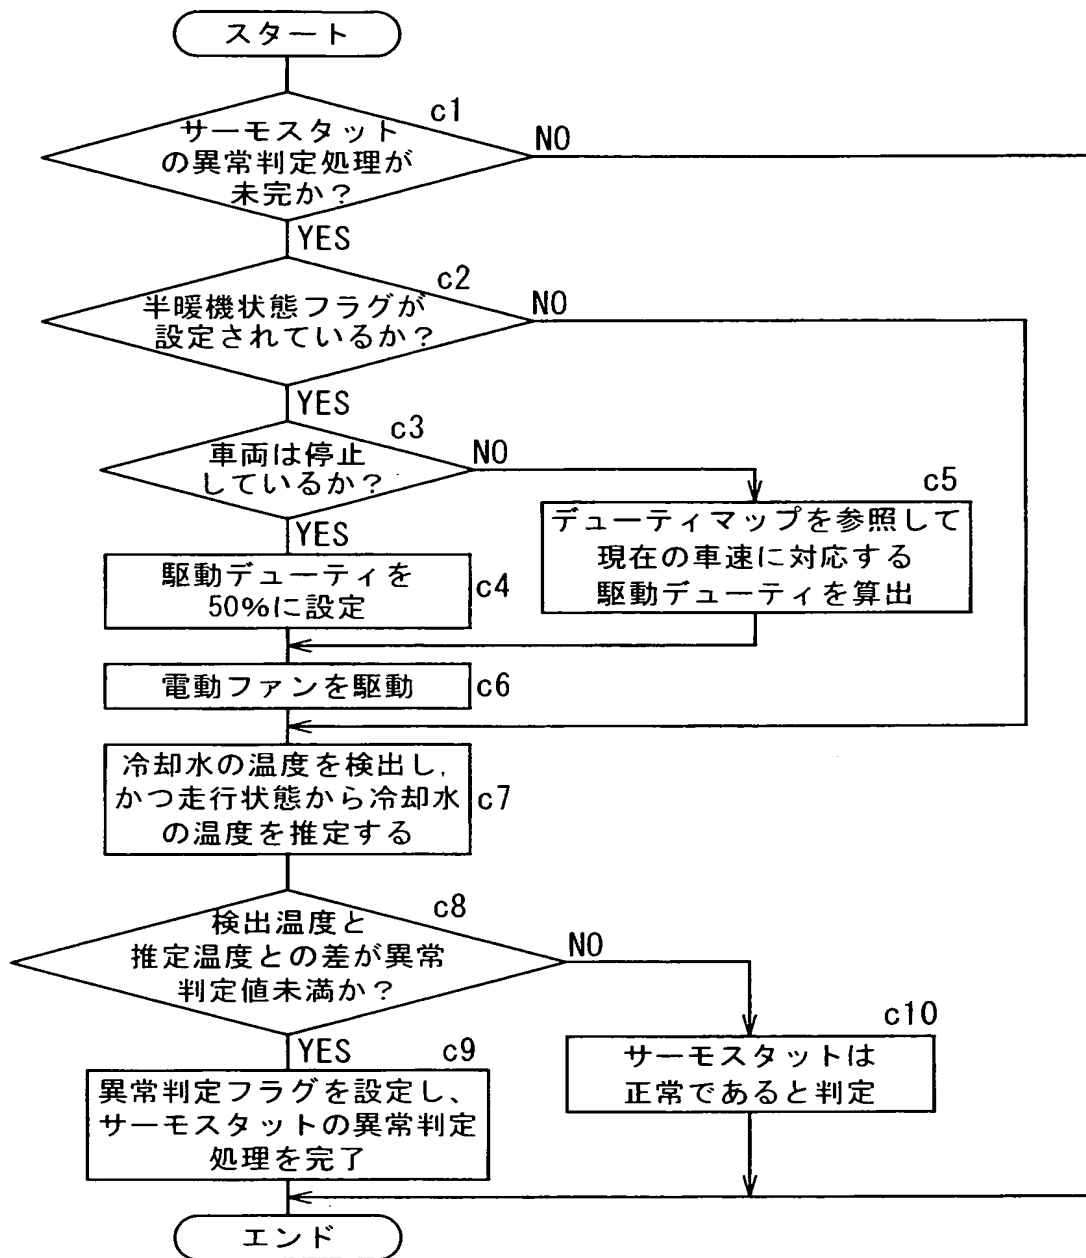 スタート
c1
サーモスタット
の異常判定処理が
未完か？
NO
YES
c2
半暖機状態フラグが
設定されているか？
NO
YES
c3
車両は停止
しているか？
NO
YES
c5
デューティマップを参照して
現在の車速に対応する
駆動デューティを算出
駆動デューティを
50%に設定
c4
電動ファンを駆動
c6
冷却水の温度を検出し,
かつ走行状態から冷却水
の温度を推定する
c7
c8
検出温度と
推定温度との差が異常
判定値未満か？
NO
YES
c9
異常判定フラグを設定し、
サーモスタットの異常判定
処理を完了
c10
サーモスタットは
正常であると判定
エンド